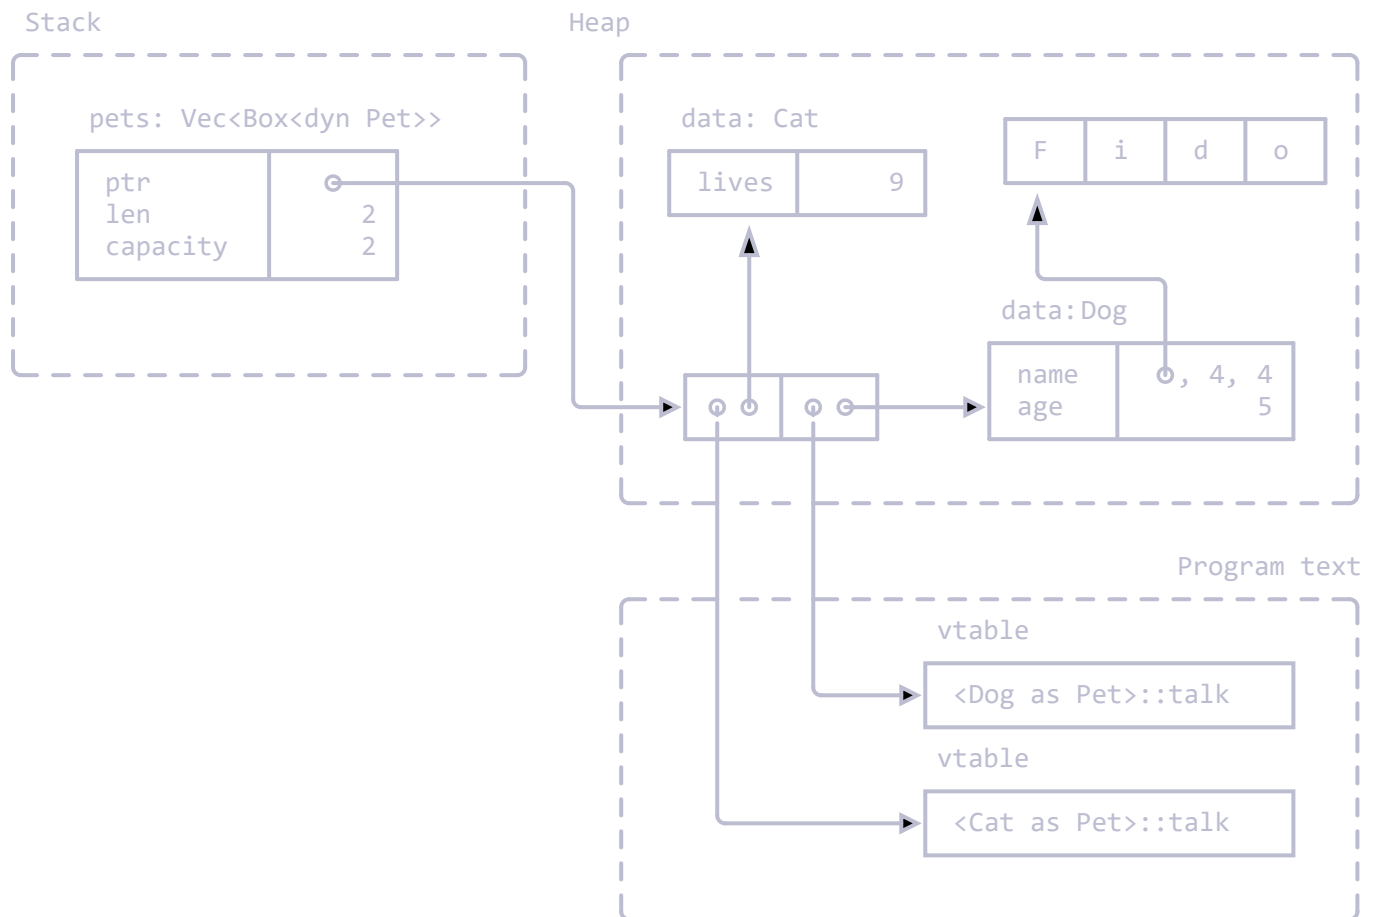 Stack
Heap
pets: Vec<Box<dyn Pet>>
ptr
len 2
capacity 2
data: Cat
lives 9
F i d o
data:Dog
name , 4, 4
age 5
Program text
vtable
<Dog as Pet>::talk
vtable
<Cat as Pet>::talk